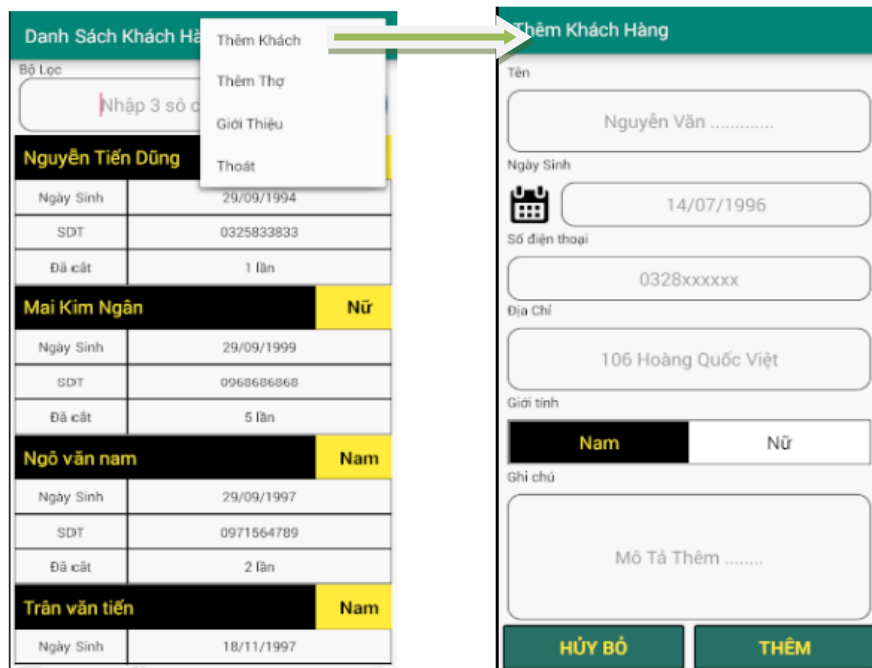 Danh Sách Khách Hà
Thêm Khách
Thêm Thợ
Giới Thiệu
Thoát
Bộ Lọc
Nhập 3 số c
Nguyễn Tiến Dũng
Ngày Sinh 29/09/1994
SDT 0325833833
Đã cắt 1 lần
Mai Kim Ngân Nữ
Ngày Sinh 29/09/1999
SDT 0968686868
Đã cắt 5 lần
Ngô văn nam Nam
Ngày Sinh 29/09/1997
SDT 0971564789
Đã cắt 2 lần
Trân văn tiến Nam
Ngày Sinh 18/11/1997
Thêm Khách Hàng
Tên
Nguyễn Văn .............
Ngày Sinh
14/07/1996
Số điện thoại
0328xxxxxx
Địa Chỉ
106 Hoàng Quốc Việt
Giới tính
Nam Nữ
Ghi chú
Mô Tả Thêm ........
HỦY BỎ THÊM